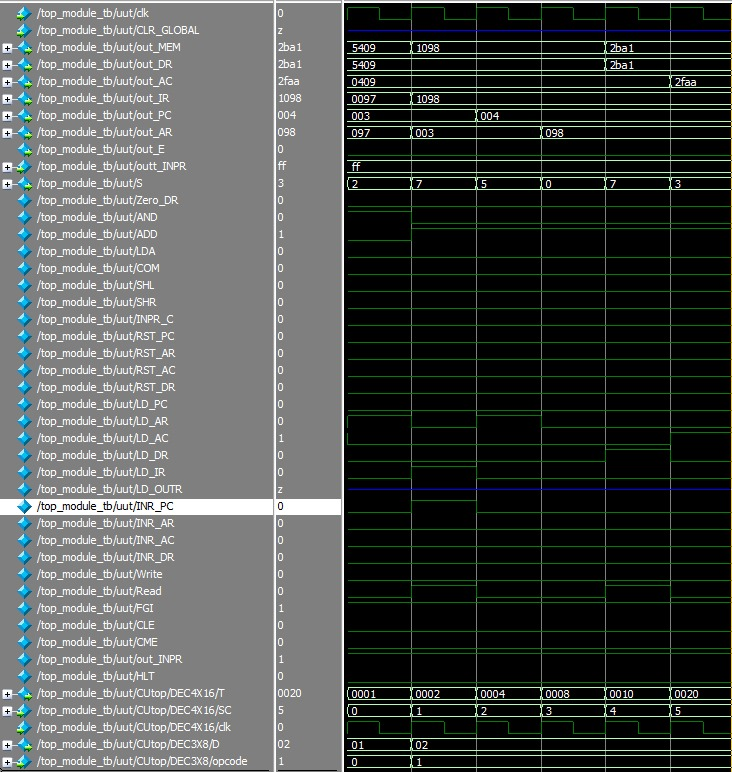 /top_module_tb/uut/clk 0
/top_module_tb/uut/CLR_GLOBAL z
/top_module_tb/uut/out_MEM 2ba1 5409 1098 2ba1
/top_module_tb/uut/out_DR 2ba1 5409 2ba1
/top_module_tb/uut/out_AC 2faa 0409 2faa
/top_module_tb/uut/out_IR 1098 0097 1098
/top_module_tb/uut/out_PC 004 003 004
/top_module_tb/uut/out_AR 098 097 003 098
/top_module_tb/uut/out_E 0
/top_module_tb/uut/outt_INPR ff ff
/top_module_tb/uut/S 3 2 7 5 0 7 3
/top_module_tb/uut/Zero_DR 0
/top_module_tb/uut/AND 0
/top_module_tb/uut/ADD 1
/top_module_tb/uut/LDA 0
/top_module_tb/uut/COM 0
/top_module_tb/uut/SHL 0
/top_module_tb/uut/SHR 0
/top_module_tb/uut/INPR_C 0
/top_module_tb/uut/RST_PC 0
/top_module_tb/uut/RST_AR 0
/top_module_tb/uut/RST_AC 0
/top_module_tb/uut/RST_DR 0
/top_module_tb/uut/LD_PC 0
/top_module_tb/uut/LD_AR 0
/top_module_tb/uut/LD_AC 1
/top_module_tb/uut/LD_DR 0
/top_module_tb/uut/LD_IR 0
/top_module_tb/uut/LD_OUTR z
/top_module_tb/uut/INR_PC 0
/top_module_tb/uut/INR_AR 0
/top_module_tb/uut/INR_AC 0
/top_module_tb/uut/INR_DR 0
/top_module_tb/uut/Write 0
/top_module_tb/uut/Read 0
/top_module_tb/uut/FGI 1
/top_module_tb/uut/CLE 0
/top_module_tb/uut/CME 0
/top_module_tb/uut/out_INPR 1
/top_module_tb/uut/HLT 0
/top_module_tb/uut/CUtop/DEC4X16/T 0020 0001 0002 0004 0008 0010 0020
/top_module_tb/uut/CUtop/DEC4X16/SC 5 0 1 2 3 4 5
/top_module_tb/uut/CUtop/DEC4X16/clk 0
/top_module_tb/uut/CUtop/DEC3X8/D 02 01 02
/top_module_tb/uut/CUtop/DEC3X8/opcode 1 0 1